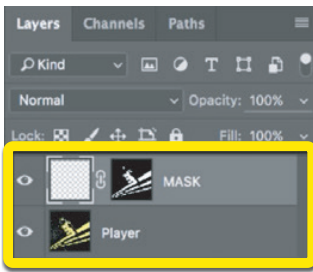 Layers Channels Paths
Kind
Normal Opacity: 100%
Lock: Fill: 100%
MASK
Player